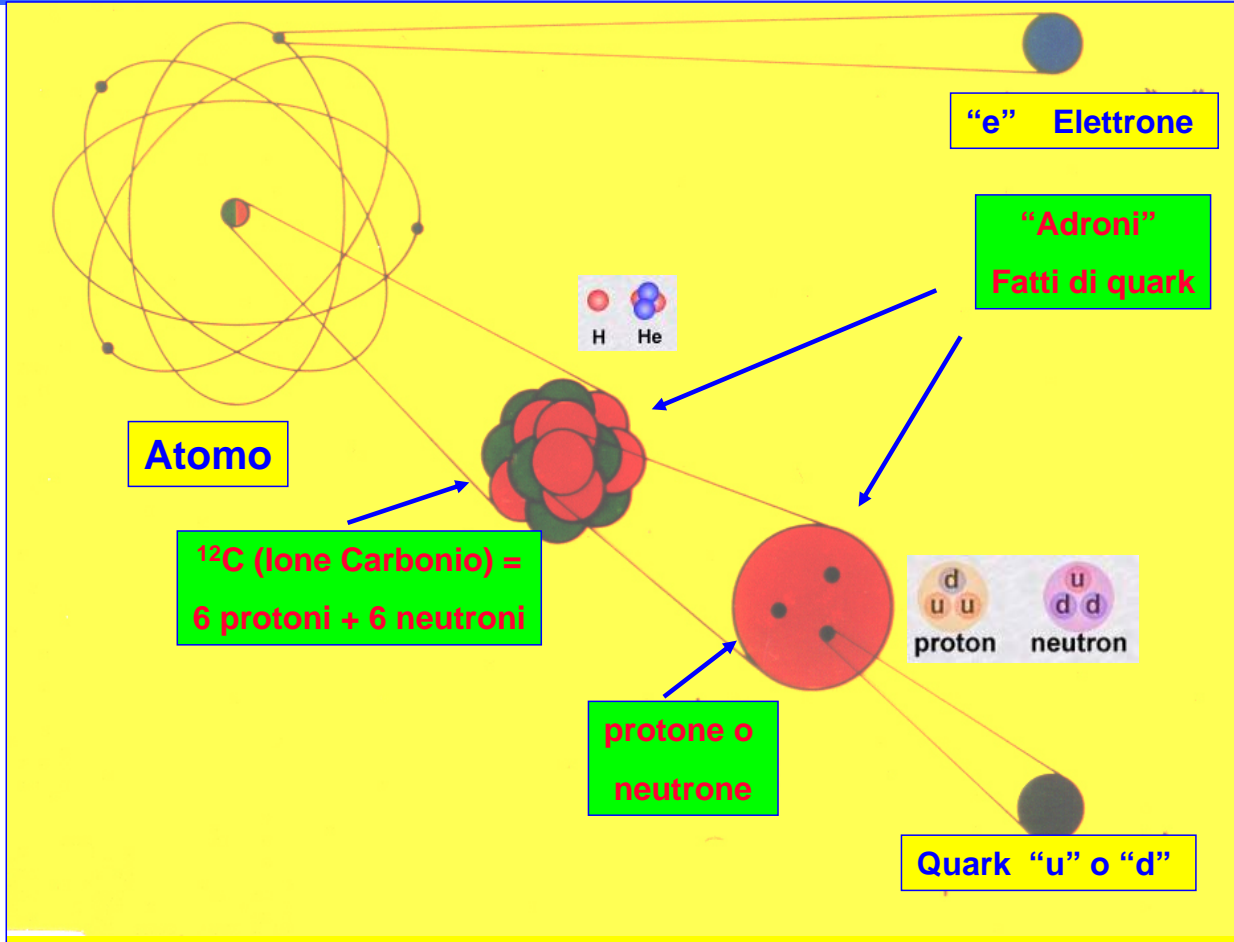 “e” Elettrone
“Adroni”
Fatti di quark
H He
Atomo
¹²C (Ione Carbonio) =
6 protoni + 6 neutroni
d
u u
proton
u
d d
neutron
protone o
neutrone
Quark “u” o “d”